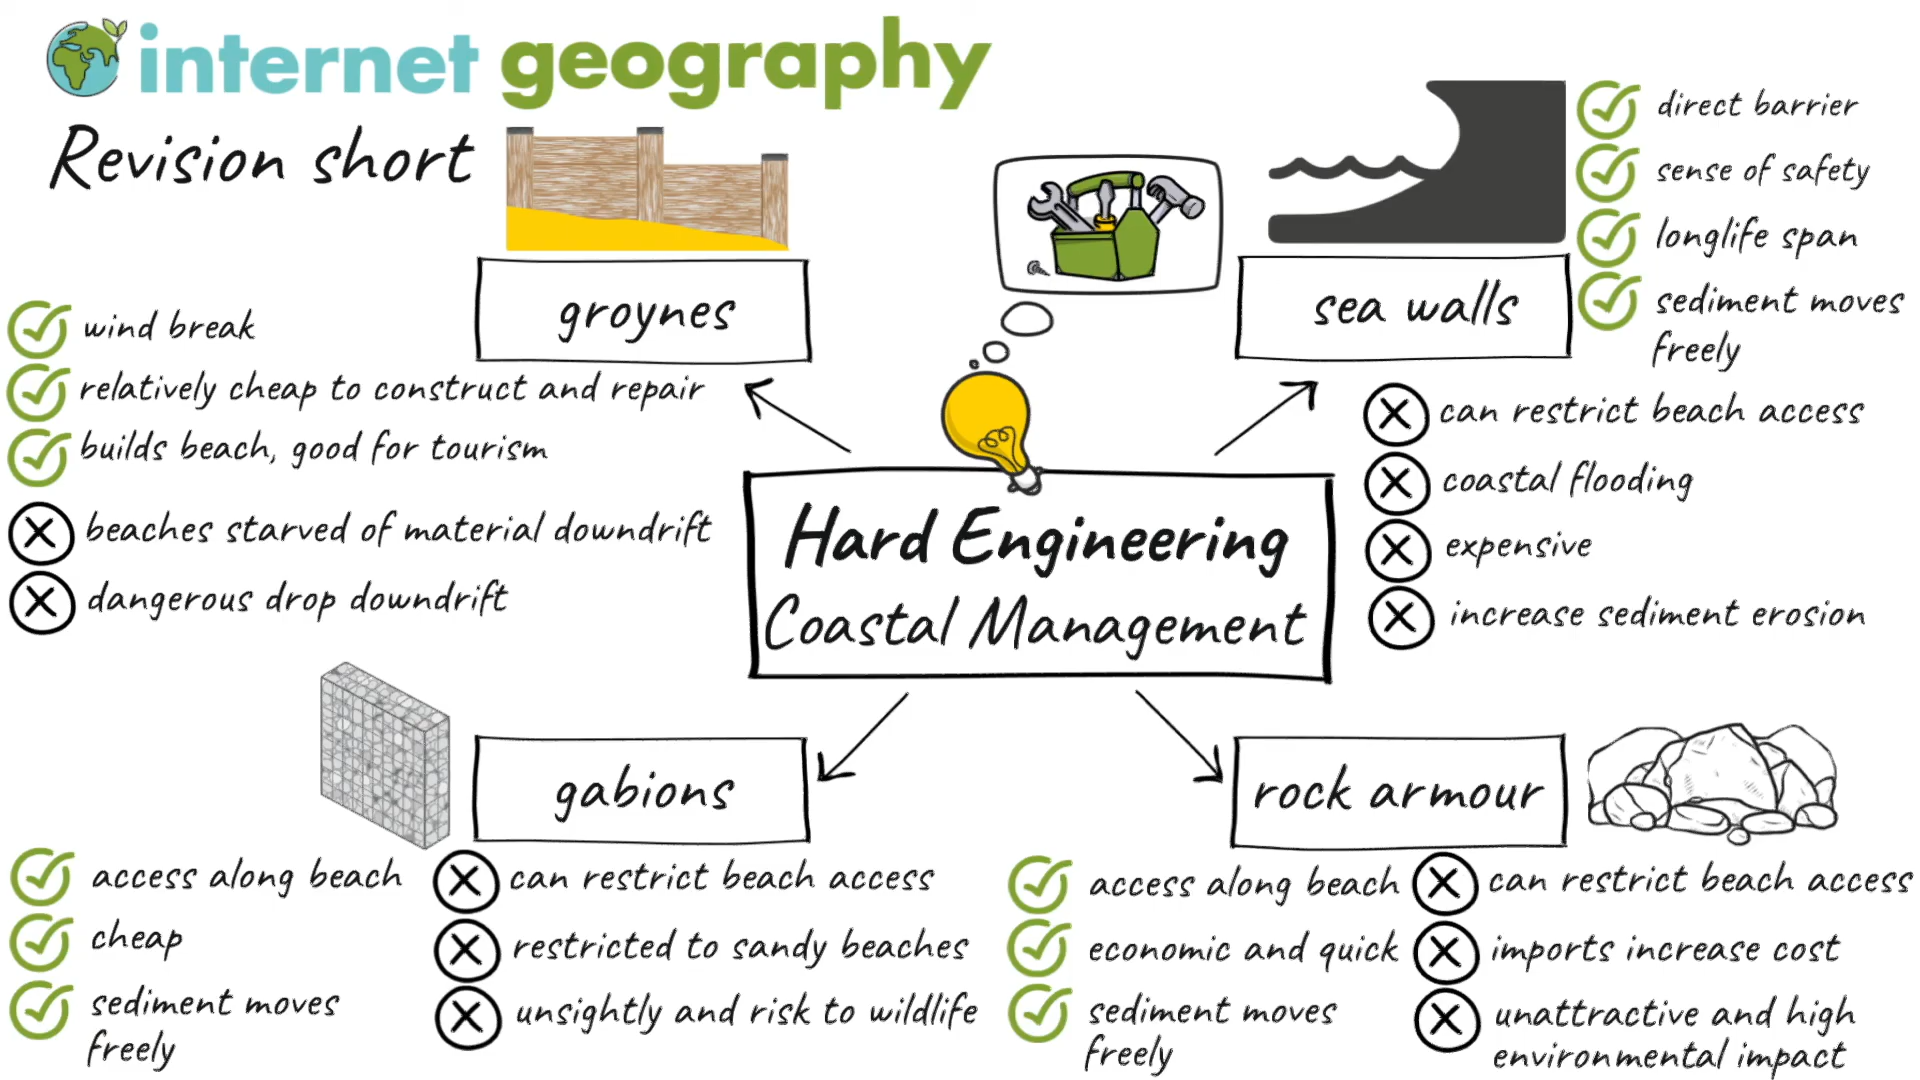 internet geography
Revision short
groynes
wind break
relatively cheap to construct and repair
builds beach, good for tourism
beaches starved of material downdrift
dangerous drop downdrift
sea walls
direct barrier
sense of safety
longlife span
sediment moves
freely
can restrict beach access
coastal flooding
expensive
increase sediment erosion
Hard Engineering
Coastal Management
gabions
access along beach
cheap
sediment moves
freely
can restrict beach access
restricted to sandy beaches
unsightly and risk to wildlife
rock armour
access along beach
economic and quick
sediment moves
freely
can restrict beach access
imports increase cost
unattractive and high
environmental impact